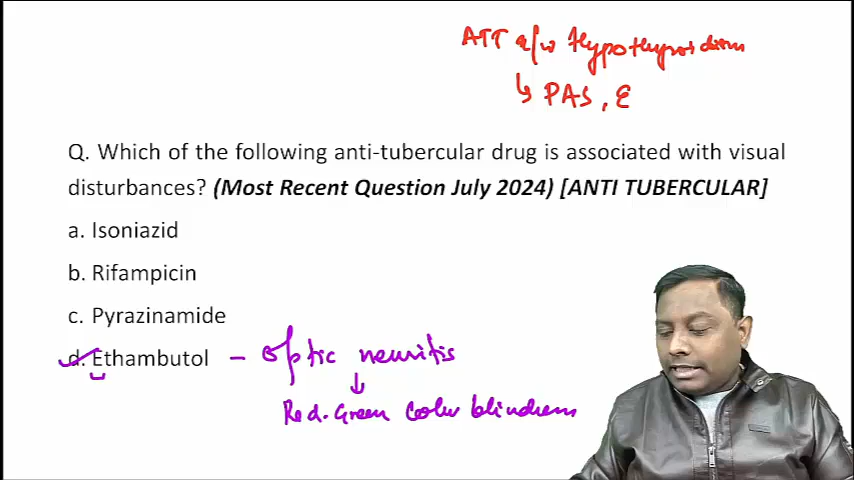 ATT a/w Hypothyroidism
↳ PAS, E
Q. Which of the following anti-tubercular drug is associated with visual
disturbances? (Most Recent Question July 2024) [ANTI TUBERCULAR]
a. Isoniazid
b. Rifampicin
c. Pyrazinamide
d. Ethambutol – optic neuritis
↓
Red-Green color blindness